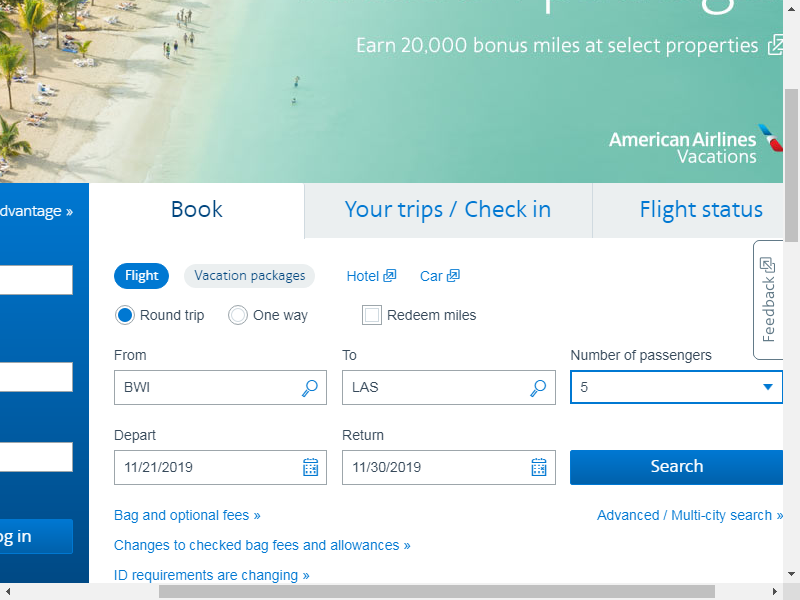 Earn 20,000 bonus miles at select properties
American Airlines
Vacations
dvantage »
Book
Your trips / Check in
Flight status
Flight
Vacation packages
Hotel
Car
Feedback
Round trip
One way
Redeem miles
From
To
Number of passengers
BWI
LAS
5
Depart
Return
11/21/2019
11/30/2019
Search
Bag and optional fees »
Advanced / Multi-city search »
og in
Changes to checked bag fees and allowances »
ID requirements are changing »